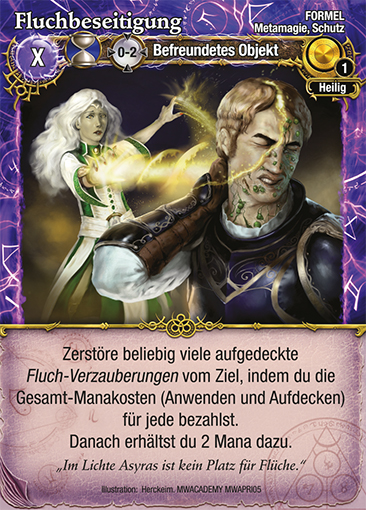 Fluchbeseitigung
FORMEL
Metamagie, Schutz
X
0-2
Befreundetes Objekt
1
Heilig
Zerstöre beliebig viele aufgedeckte
Fluch-Verzauberungen vom Ziel, indem du die
Gesamt-Manakosten (Anwenden und Aufdecken)
für jede bezahlst.
Danach erhältst du 2 Mana dazu.
„Im Lichte Asyras ist kein Platz für Flüche.“
Illustration: Herckeim. MWACADEMY MWAPRI05